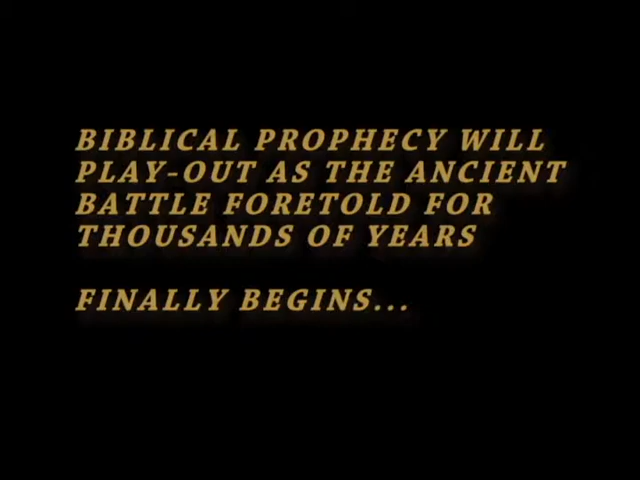 BIBLICAL PROPHECY WILL
PLAY-OUT AS THE ANCIENT
BATTLE FORETOLD FOR
THOUSANDS OF YEARS
FINALLY BEGINS...